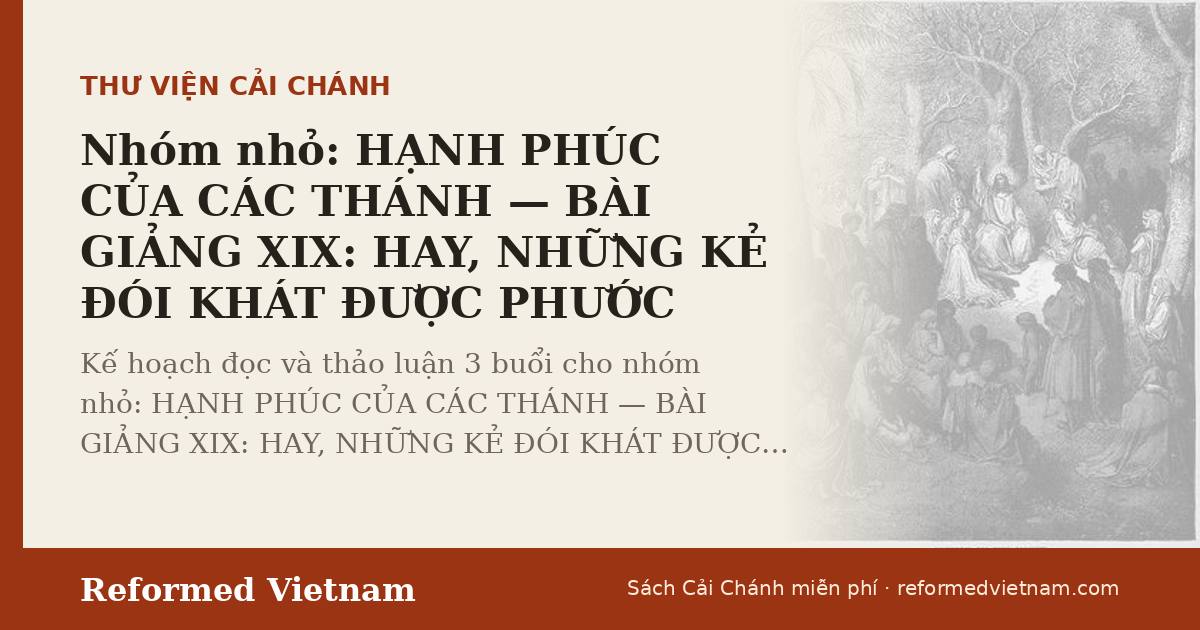 THƯ VIỆN CẢI CHÁNH
Nhóm nhỏ: HẠNH PHÚC
CỦA CÁC THÁNH — BÀI
GIẢNG XIX: HAY, NHỮNG KẺ
ĐÓI KHÁT ĐƯỢC PHƯỚC
Kế hoạch đọc và thảo luận 3 buổi cho nhóm
nhỏ: HẠNH PHÚC CỦA CÁC THÁNH — BÀI
GIẢNG XIX: HAY, NHỮNG KẺ ĐÓI KHÁT ĐƯỢC...
Reformed Vietnam
Sách Cải Chánh miễn phí · reformedvietnam.com